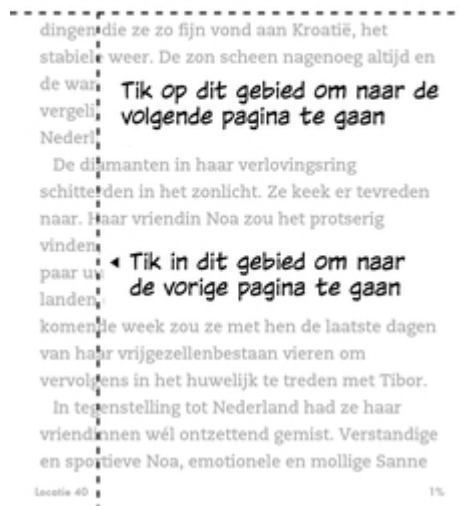 dingen die ze zo fijn vond aan Kroatië, het
stabiele weer. De zon scheen nagenoeg altijd en
de war
Tik op dit gebied om naar de
vergeli
volgende pagina te gaan
Nederl
De diamanten in haar verlovingsring
schitterden in het zonlicht. Ze keek er tevreden
naar. Haar vriendin Noa zou het protserig
vinden
◂ Tik in dit gebied om naar
paar
de vorige pagina te gaan
landen
komende week zou ze met hen de laatste dagen
van haar vrijgezellenbestaan vieren om
vervolgens in het huwelijk te treden met Tibor.
In tegenstelling tot Nederland had ze haar
vriendinnen wél ontzettend gemist. Verstandige
en sportieve Noa, emotionele en mollige Sanne
Locatie 40
1%